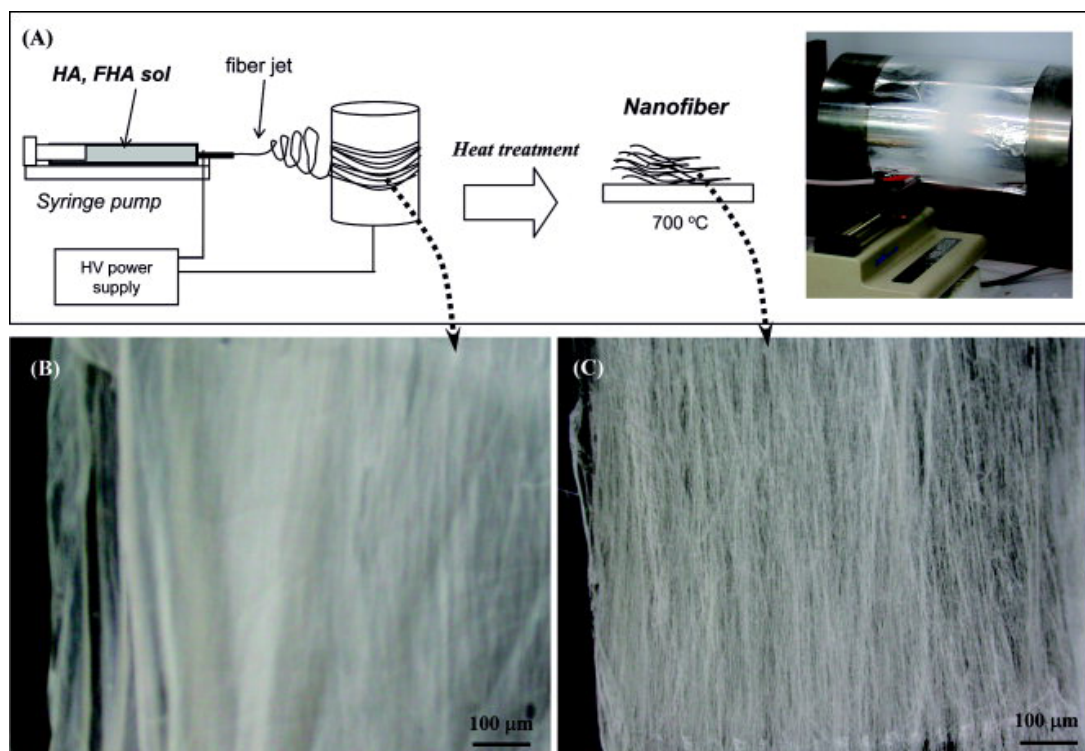 (A)
HA, FHA sol
fiber jet
Nanofiber
Heat treatment
Syringe pump
700 °C
HV power
supply
(B)
(C)
100 μm
100 μm